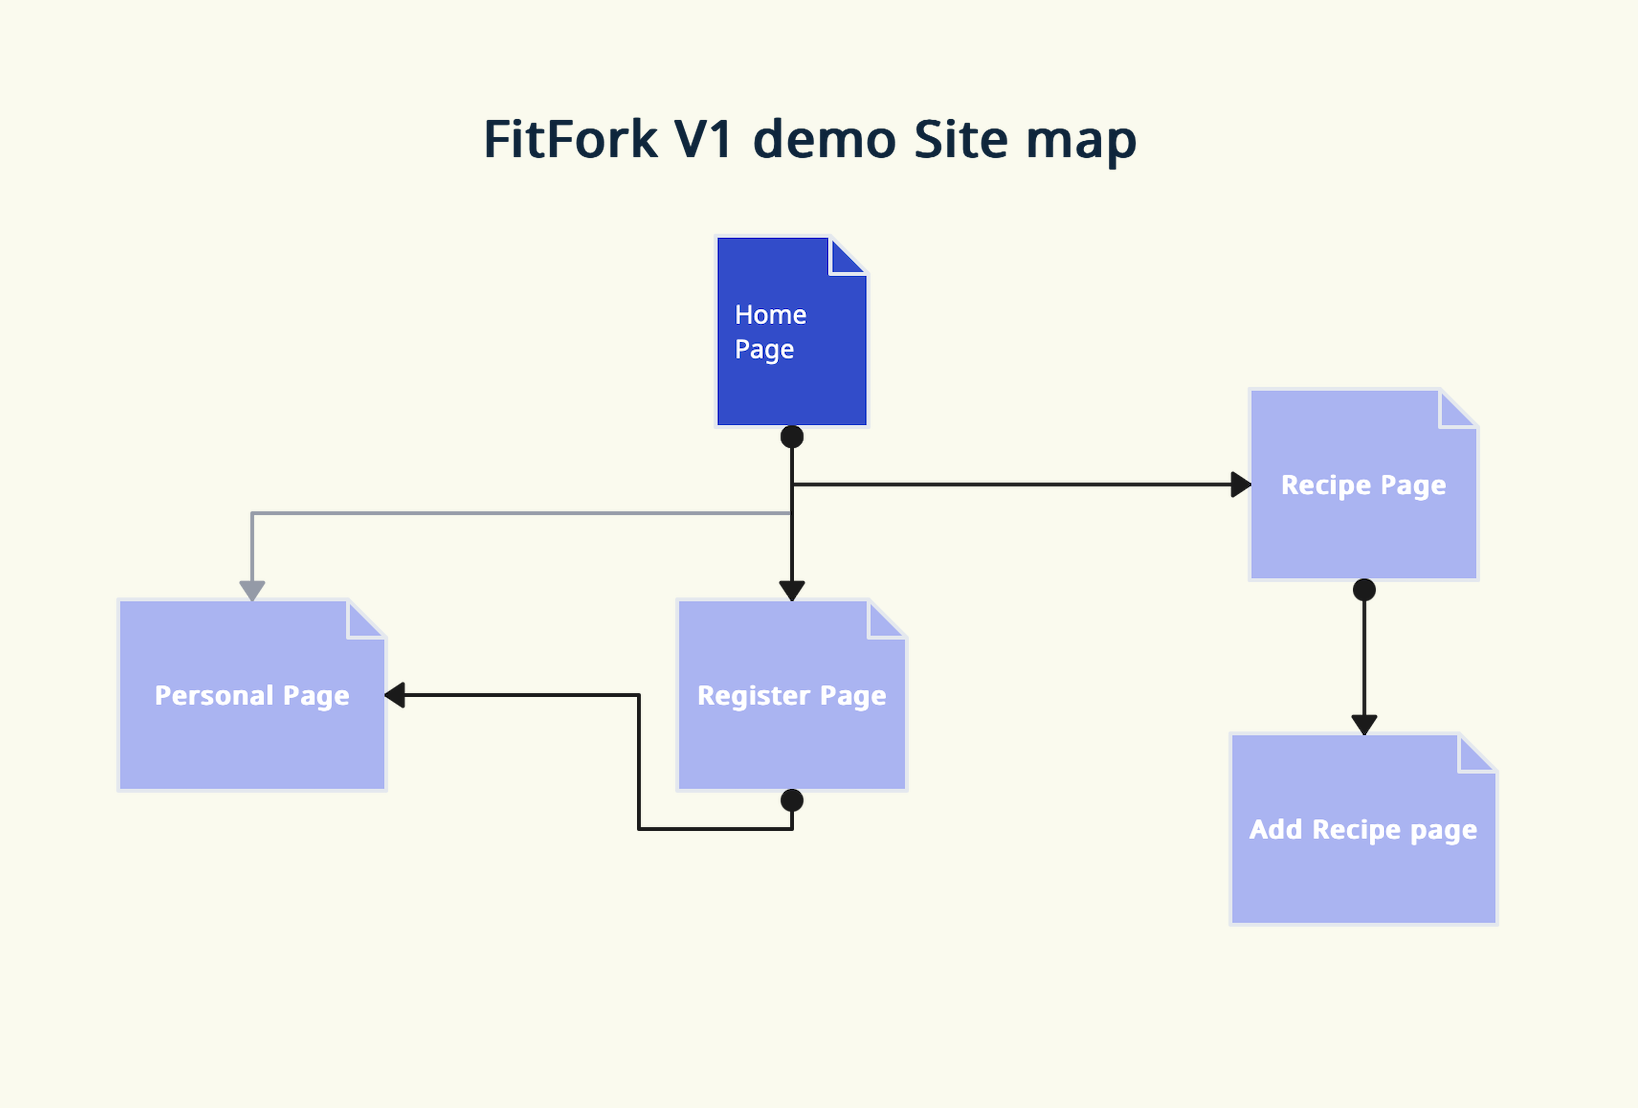 FitFork V1 demo Site map
Home
Page
Recipe Page
Personal Page
Register Page
Add Recipe page